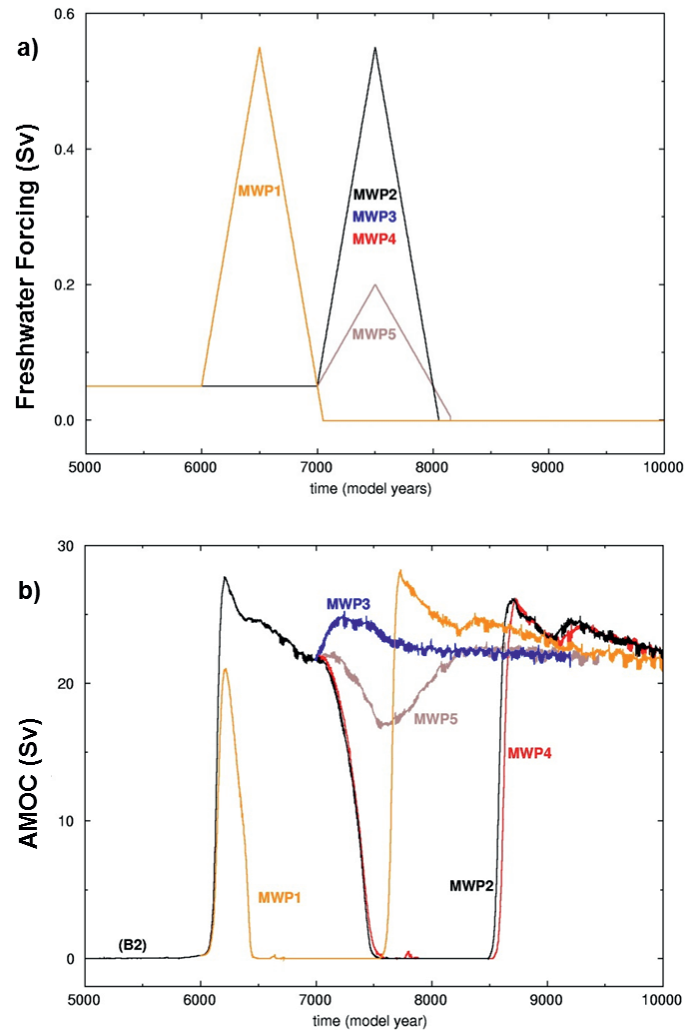 a)
Freshwater Forcing (Sv)
0.6
0.4
0.2
0.0
MWP1
MWP2
MWP3
MWP4
MWP5
5000 6000 7000 8000 9000 10000
time (model years)
b)
AMOC (Sv)
30
20
10
0
MWP3
MWP5
MWP4
MWP2
MWP1
(B2)
5000 6000 7000 8000 9000 10000
time (model year)